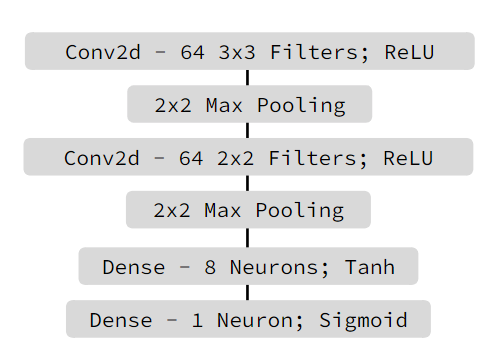 Conv2d - 64 3x3 Filters; ReLU
2x2 Max Pooling
Conv2d - 64 2x2 Filters; ReLU
2x2 Max Pooling
Dense - 8 Neurons; Tanh
Dense - 1 Neuron; Sigmoid